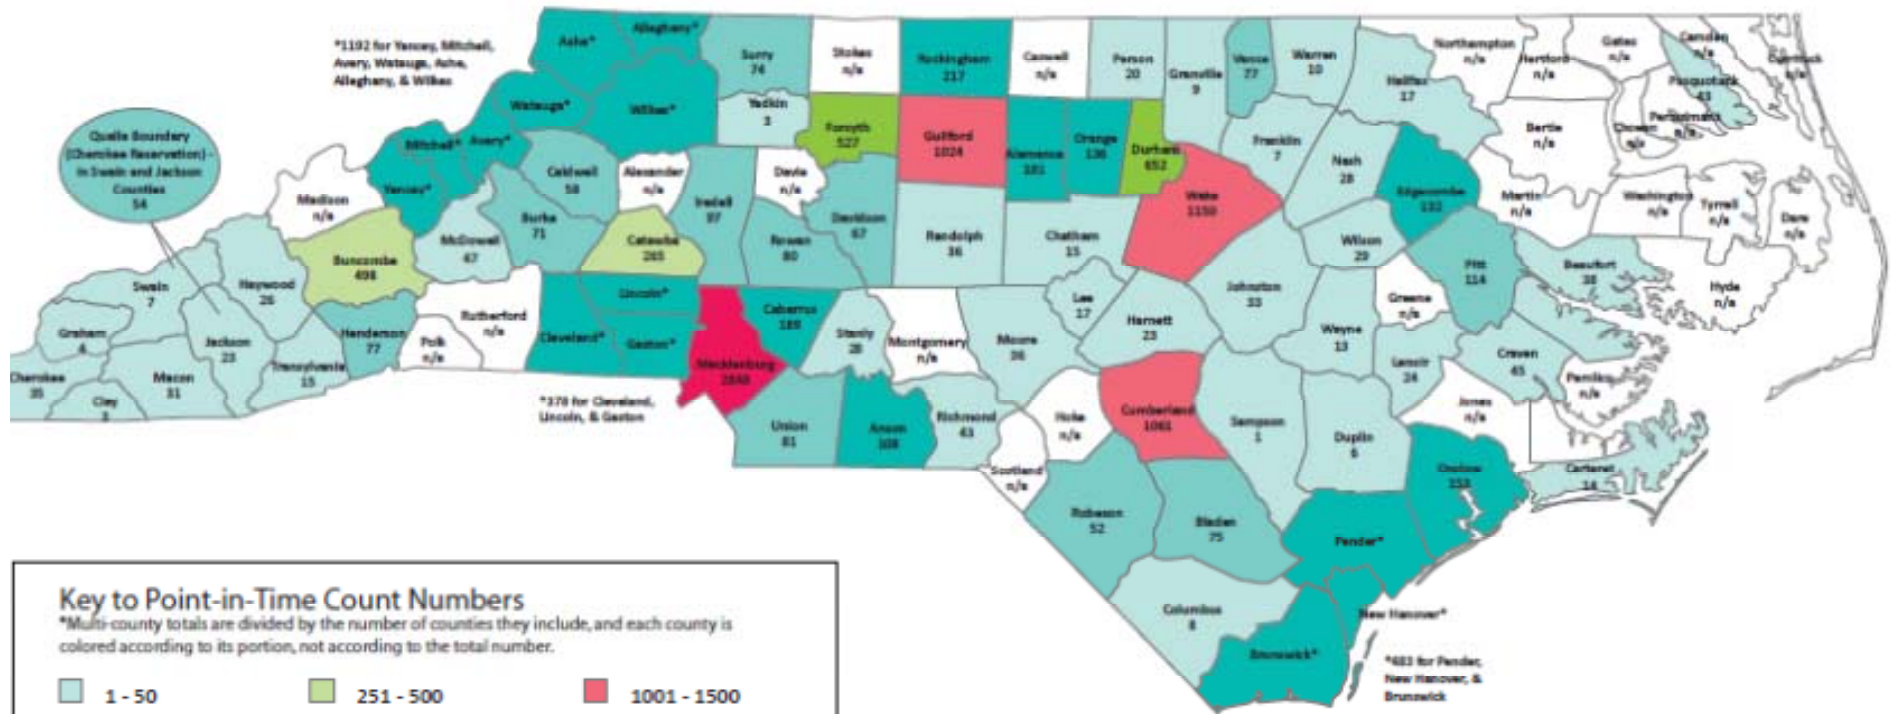 *1192 for Yancey, Mitchell,
Avery, Watauga, Ashe,
Alleghany, & Wilkes
Ashe*
Alleghany*
Surry
74
Stokes
n/a
Rockingham
217
Caswell
n/a
Person
20
Granville
9
Vance
77
Warren
10
Halifax
17
Northampton
n/a
Hertford
n/a
Gates
n/a
Camden
n/a
Currituck
n/a
Pasquotank
43
Perquimans
n/a
Chowan
n/a
Bertie
n/a
Watauga*
Wilkes*
Yadkin
3
Forsyth
527
Guilford
1024
Alamance
181
Orange
136
Durham
652
Franklin
7
Nash
28
Edgecombe
132
Martin
n/a
Washington
n/a
Tyrrell
n/a
Dare
n/a
Qualla Boundary
(Cherokee Reservation) -
in Swain and Jackson
Counties
54
Mitchell*
Avery*
Yancey*
Madison
n/a
Caldwell
58
Alexander
n/a
Iredell
97
Davie
n/a
Davidson
67
Randolph
36
Chatham
15
Wake
1150
Wilson
29
Pitt
114
Beaufort
38
Hyde
n/a
Buncombe
498
McDowell
47
Burke
71
Catawba
265
Rowan
80
Swain
7
Haywood
26
Graham
4
Jackson
23
Henderson
77
Polk
n/a
Rutherford
n/a
Cleveland*
Lincoln*
Gaston*
Mecklenburg
Cabarrus
189
Stanly
28
Montgomery
n/a
Moore
36
Lee
17
Harnett
23
Johnston
33
Wayne
13
Greene
n/a
Lenoir
24
Craven
45
Pamlico
n/a
Jones
n/a
Cherokee
35
Clay
3
Macon
31
Transylvania
15
*378 for Cleveland,
Lincoln, & Gaston
Union
81
Anson
108
Richmond
43
Scotland
n/a
Hoke
n/a
Cumberland
1061
Sampson
1
Duplin
6
Onslow
153
Carteret
14
Robeson
52
Bladen
75
Pender*
Columbus
8
New Hanover*
Brunswick*
*683 for Pender,
New Hanover, &
Brunswick
Key to Point-in-Time Count Numbers
*Multi-county totals are divided by the number of counties they include, and each county is
colored according to its portion, not according to the total number.
1 - 50
251 - 500
1001 - 1500